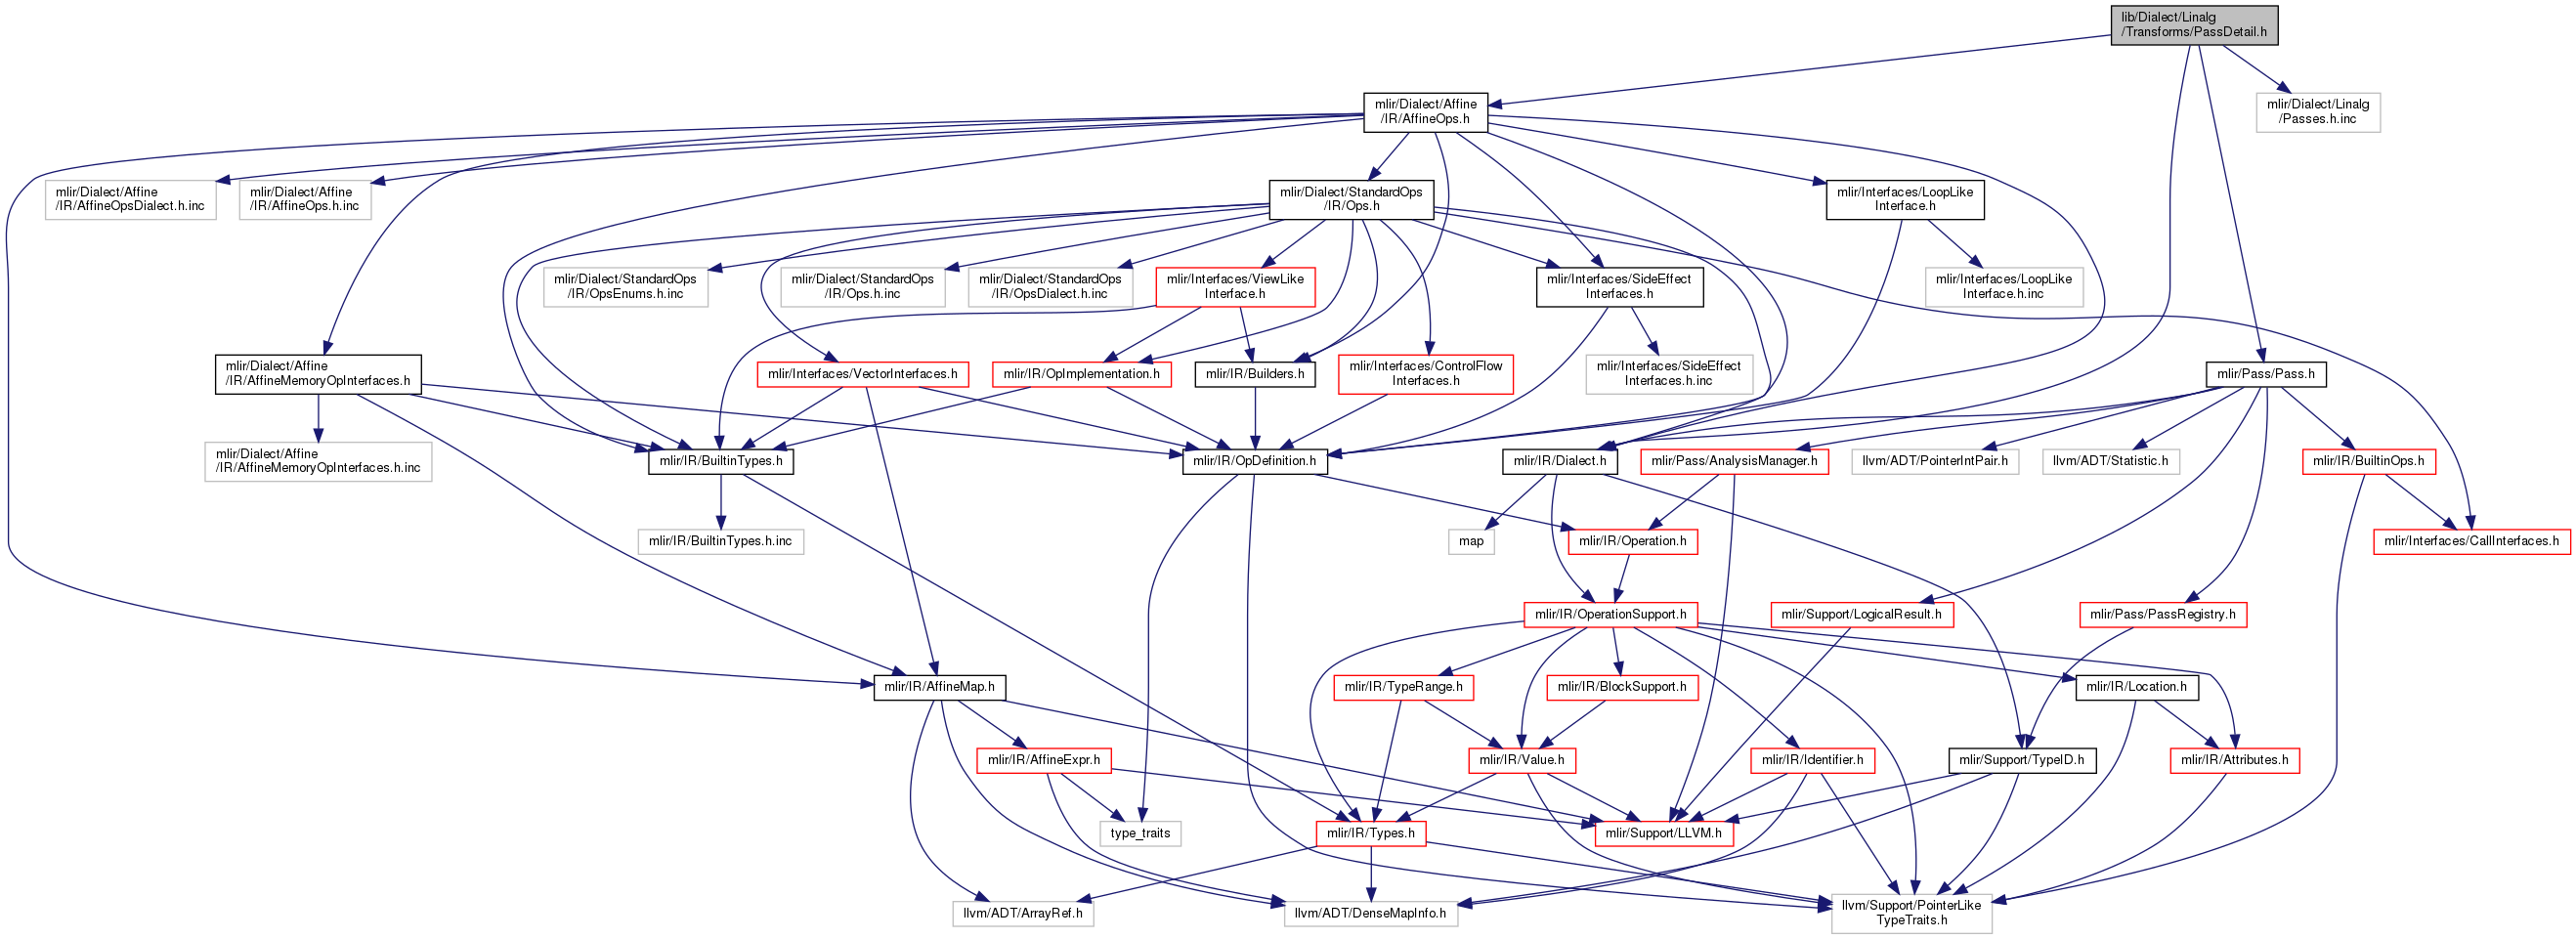 lib/Dialect/Linalg
/Transforms/PassDetail.h
mlir/Dialect/Affine
/IR/AffineOps.h
mlir/Dialect/Linalg
/Passes.h.inc
mlir/Dialect/Affine
/IR/AffineOpsDialect.h.inc
mlir/Dialect/Affine
/IR/AffineOps.h.inc
mlir/Dialect/StandardOps
/IR/Ops.h
mlir/Interfaces/LoopLike
Interface.h
mlir/Dialect/StandardOps
/IR/OpsEnums.h.inc
mlir/Dialect/StandardOps
/IR/Ops.h.inc
mlir/Dialect/StandardOps
/IR/OpsDialect.h.inc
mlir/Interfaces/ViewLike
Interface.h
mlir/Interfaces/SideEffect
Interfaces.h
mlir/Interfaces/LoopLike
Interface.h.inc
mlir/Dialect/Affine
/IR/AffineMemoryOpInterfaces.h
mlir/Interfaces/VectorInterfaces.h
mlir/IR/OpImplementation.h
mlir/IR/Builders.h
mlir/Interfaces/ControlFlow
Interfaces.h
mlir/Interfaces/SideEffect
Interfaces.h.inc
mlir/Pass/Pass.h
mlir/Dialect/Affine
/IR/AffineMemoryOpInterfaces.h.inc
mlir/IR/BuiltinTypes.h
mlir/IR/OpDefinition.h
mlir/IR/Dialect.h
mlir/Pass/AnalysisManager.h
llvm/ADT/PointerIntPair.h
llvm/ADT/Statistic.h
mlir/IR/BuiltinOps.h
mlir/IR/BuiltinTypes.h.inc
map
mlir/IR/Operation.h
mlir/Interfaces/CallInterfaces.h
mlir/IR/OperationSupport.h
mlir/Support/LogicalResult.h
mlir/Pass/PassRegistry.h
mlir/IR/AffineMap.h
mlir/IR/TypeRange.h
mlir/IR/BlockSupport.h
mlir/IR/Location.h
mlir/IR/AffineExpr.h
mlir/IR/Value.h
mlir/IR/Identifier.h
mlir/Support/TypeID.h
mlir/IR/Attributes.h
type_traits
mlir/IR/Types.h
mlir/Support/LLVM.h
llvm/ADT/ArrayRef.h
llvm/ADT/DenseMapInfo.h
llvm/Support/PointerLike
TypeTraits.h